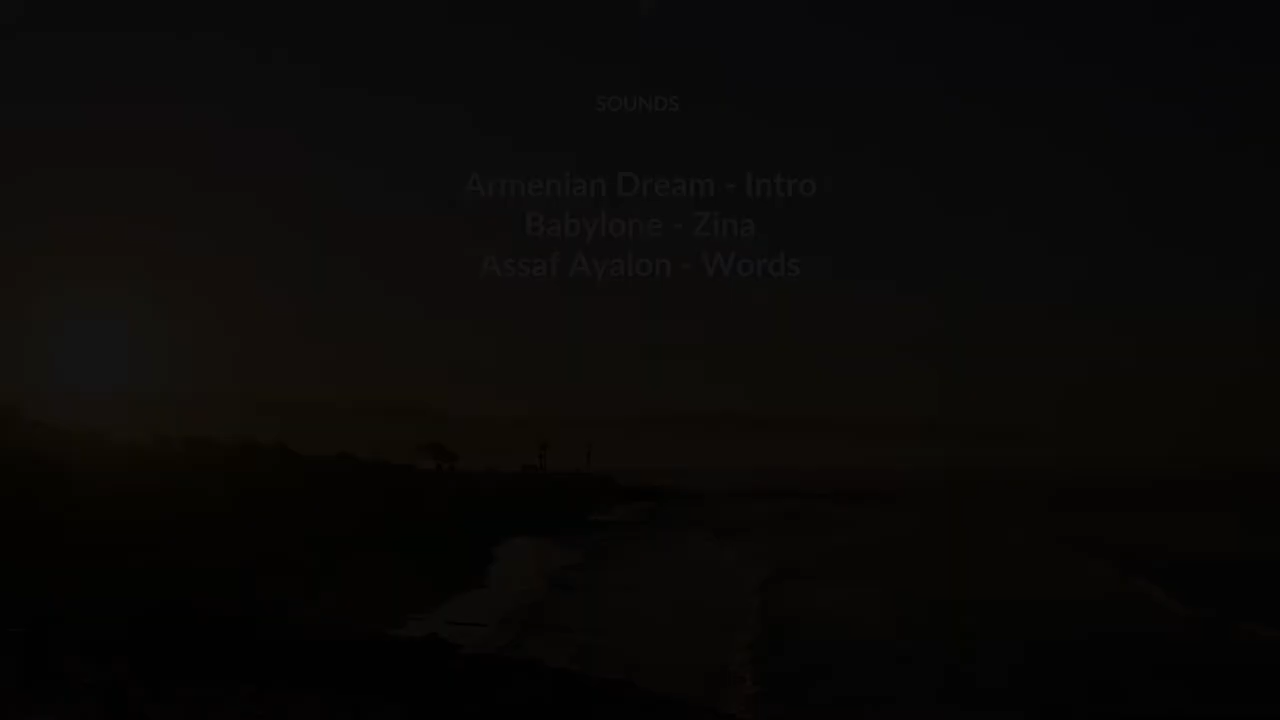 SOUNDS
Armenian Dream - Intro
Babylone - Zina
Assaf Ayalon - Words